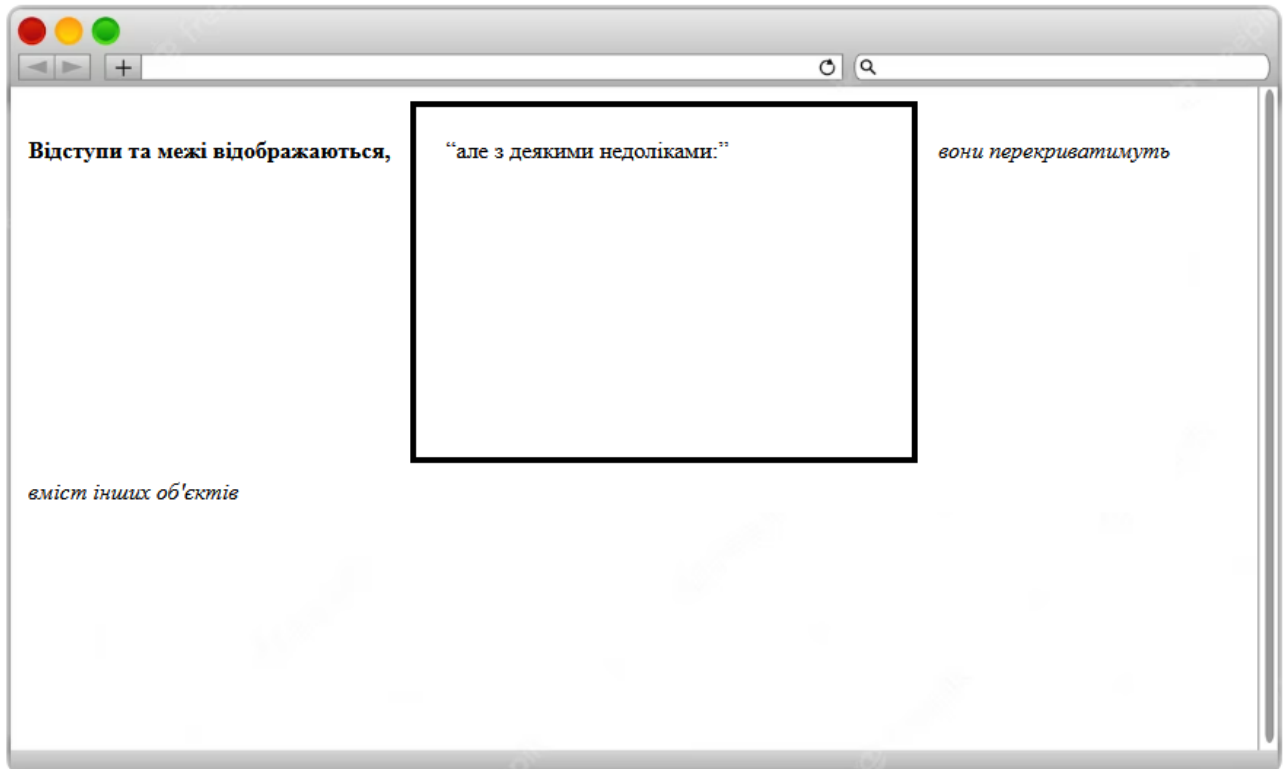 Відступи та межі відображаються, “але з деякими недоліками:” вони перекриватимуть
вміст інших об'єктів